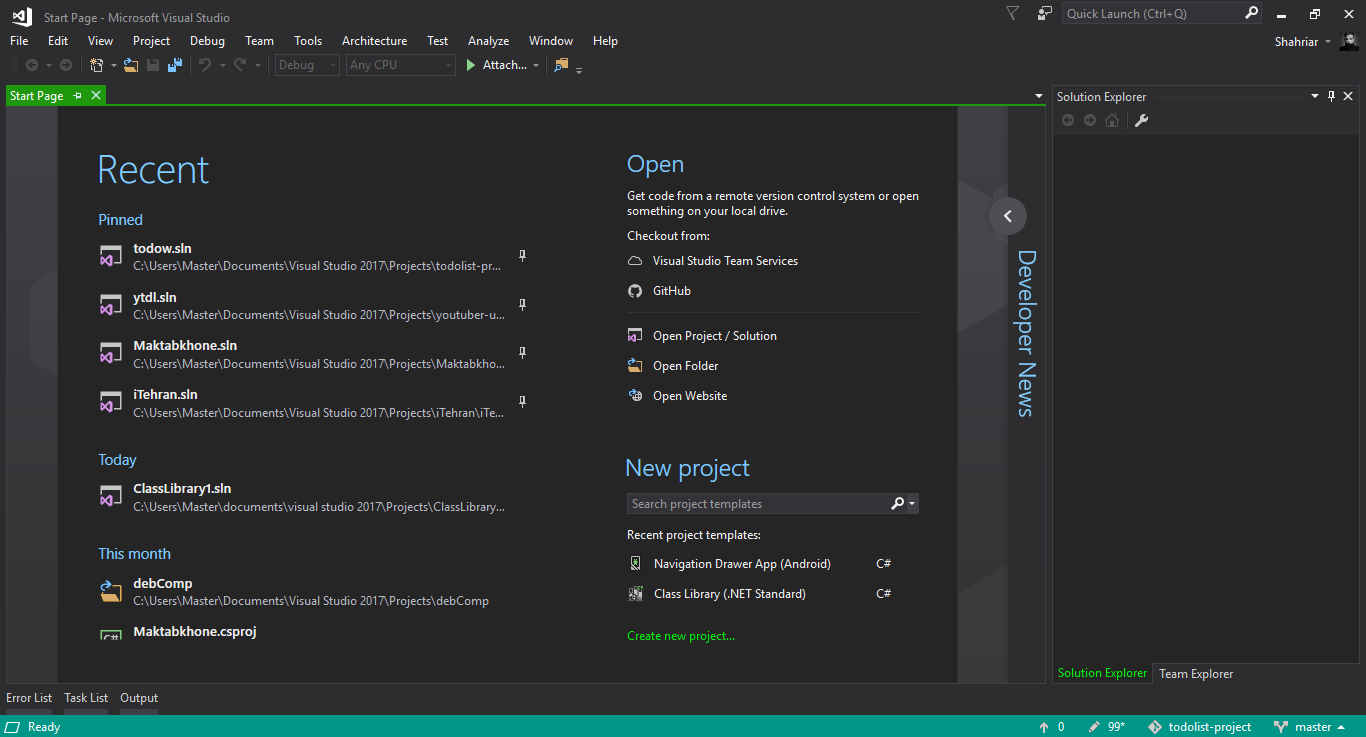 Start Page - Microsoft Visual Studio
Quick Launch (Ctrl+Q)
File Edit View Project Debug Team Tools Architecture Test Analyze Window Help
Shahriar
Debug Any CPU Attach...
Start Page
Solution Explorer
Recent
Pinned
todow.sln
C:\Users\Master\Documents\Visual Studio 2017\Projects\todolist-pr...
ytdl.sln
C:\Users\Master\Documents\Visual Studio 2017\Projects\youtuber-u...
Maktabkhone.sln
C:\Users\Master\Documents\Visual Studio 2017\Projects\Maktabkho...
iTehran.sln
C:\Users\Master\Documents\Visual Studio 2017\Projects\iTehran\iTe...
Today
ClassLibrary1.sln
C:\Users\Master\documents\visual studio 2017\Projects\ClassLibrary...
This month
debComp
C:\Users\Master\Documents\Visual Studio 2017\Projects\debComp
Maktabkhone.csproj
Open
Get code from a remote version control system or open
something on your local drive.
Checkout from:
Visual Studio Team Services
GitHub
Open Project / Solution
Open Folder
Open Website
New project
Search project templates
Recent project templates:
Navigation Drawer App (Android) C#
Class Library (.NET Standard) C#
Create new project...
Developer News
Solution Explorer Team Explorer
Error List Task List Output
Ready
0 99* todolist-project master